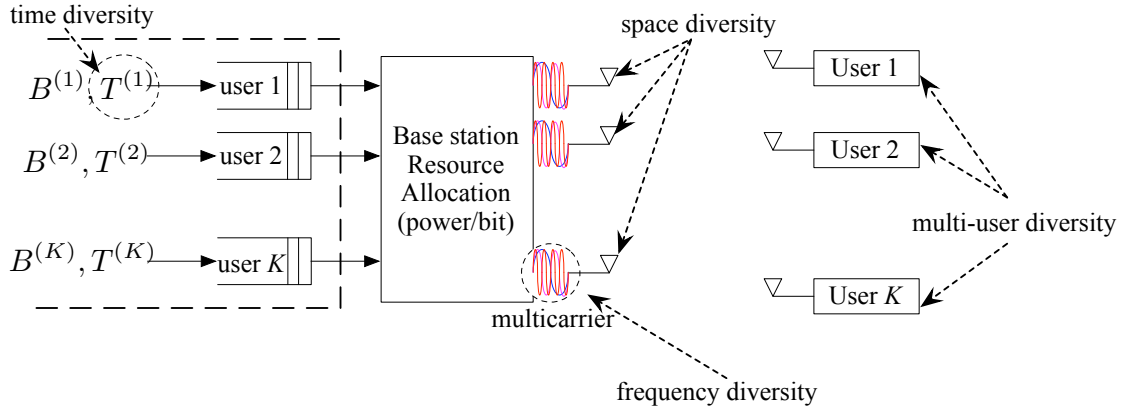 time diversity
space diversity
B^{(1)}, T^{(1)}
user 1
User 1
B^{(2)}, T^{(2)}
user 2
Base station
Resource
Allocation
(power/bit)
User 2
multi-user diversity
B^{(K)}, T^{(K)}
user K
User K
multicarrier
frequency diversity